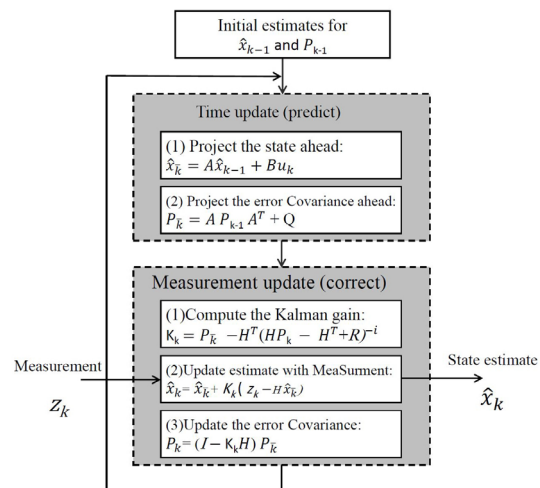 Initial estimates for
x̂ₖ₋₁ and Pₖ₋₁
Time update (predict)
(1) Project the state ahead:
x̂ₖ̄ = Ax̂ₖ₋₁ + Buₖ
(2) Project the error Covariance ahead:
Pₖ̄ = A Pₖ₋₁ Aᵀ + Q
Measurement update (correct)
(1)Compute the Kalman gain:
Kₖ = Pₖ̄ −Hᵀ(HPₖ − Hᵀ+R)⁻ⁱ
Measurement
zₖ
(2)Update estimate with MeaSurment:
x̂ₖ= x̂ₖ̄+ Kₖ( zₖ−Hx̂ₖ̄)
State estimate
x̂ₖ
(3)Update the error Covariance:
Pₖ= (I− KₖH) Pₖ̄